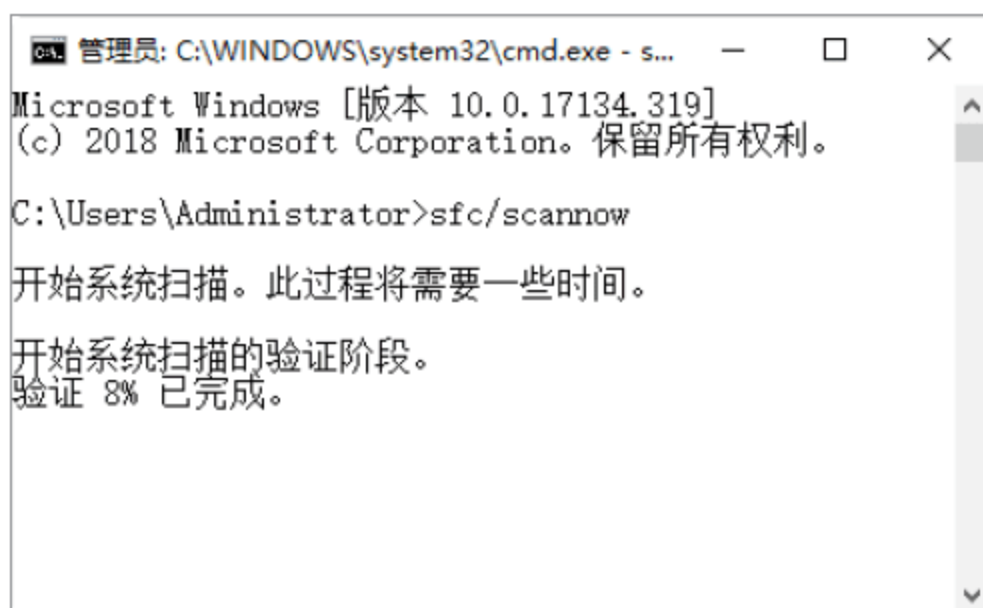 管理员: C:\WINDOWS\system32\cmd.exe - s...
Microsoft Windows [版本 10.0.17134.319]
(c) 2018 Microsoft Corporation。保留所有权利。
C:\Users\Administrator>sfc/scannow
开始系统扫描。此过程将需要一些时间。
开始系统扫描的验证阶段。
验证 8% 已完成。